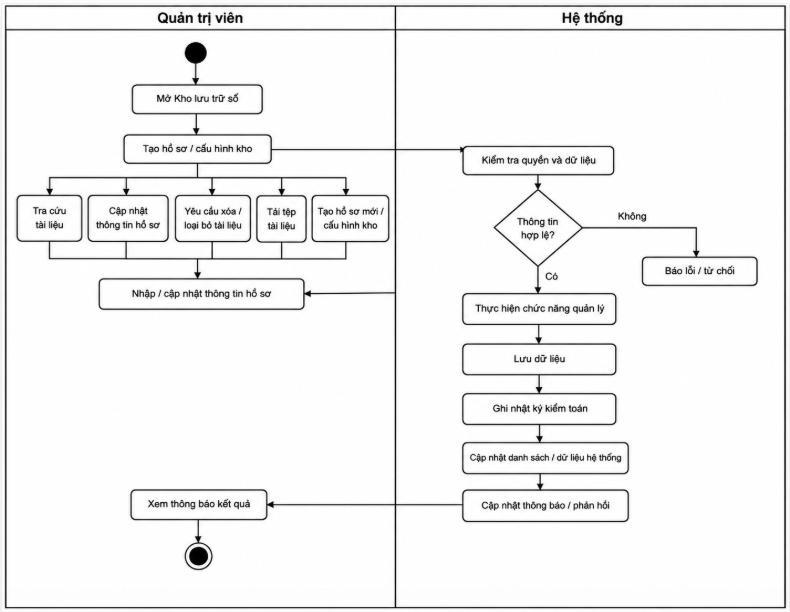 Quản trị viên
Hệ thống
Mở Kho lưu trữ số
Tạo hồ sơ / cấu hình kho
Kiểm tra quyền và dữ liệu
Tra cứu
tài liệu
Cập nhật
thông tin hồ sơ
Yêu cầu xóa /
loại bỏ tài liệu
Tải tệp
tài liệu
Tạo hồ sơ mới /
cấu hình kho
Thông tin
hợp lệ?
Không
Báo lỗi / từ chối
Có
Nhập / cập nhật thông tin hồ sơ
Thực hiện chức năng quản lý
Lưu dữ liệu
Ghi nhật ký kiểm toán
Cập nhật danh sách / dữ liệu hệ thống
Xem thông báo kết quả
Cập nhật thông báo / phản hồi